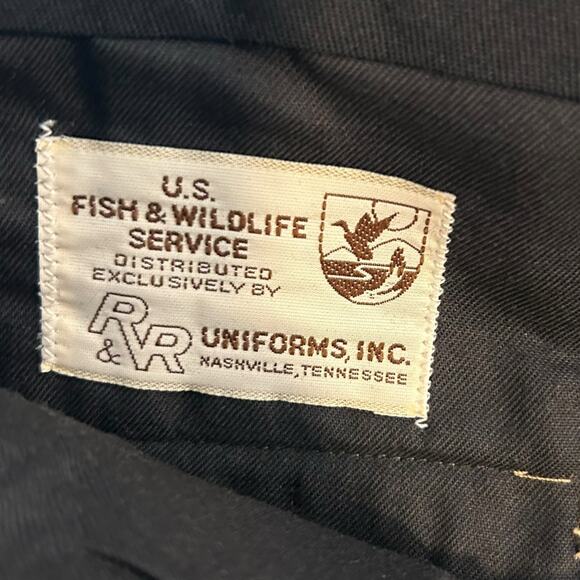 U.S.
FISH & WILDLIFE
SERVICE
DISTRIBUTED
EXCLUSIVELY BY
R&R UNIFORMS, INC.
NASHVILLE, TENNESSEE